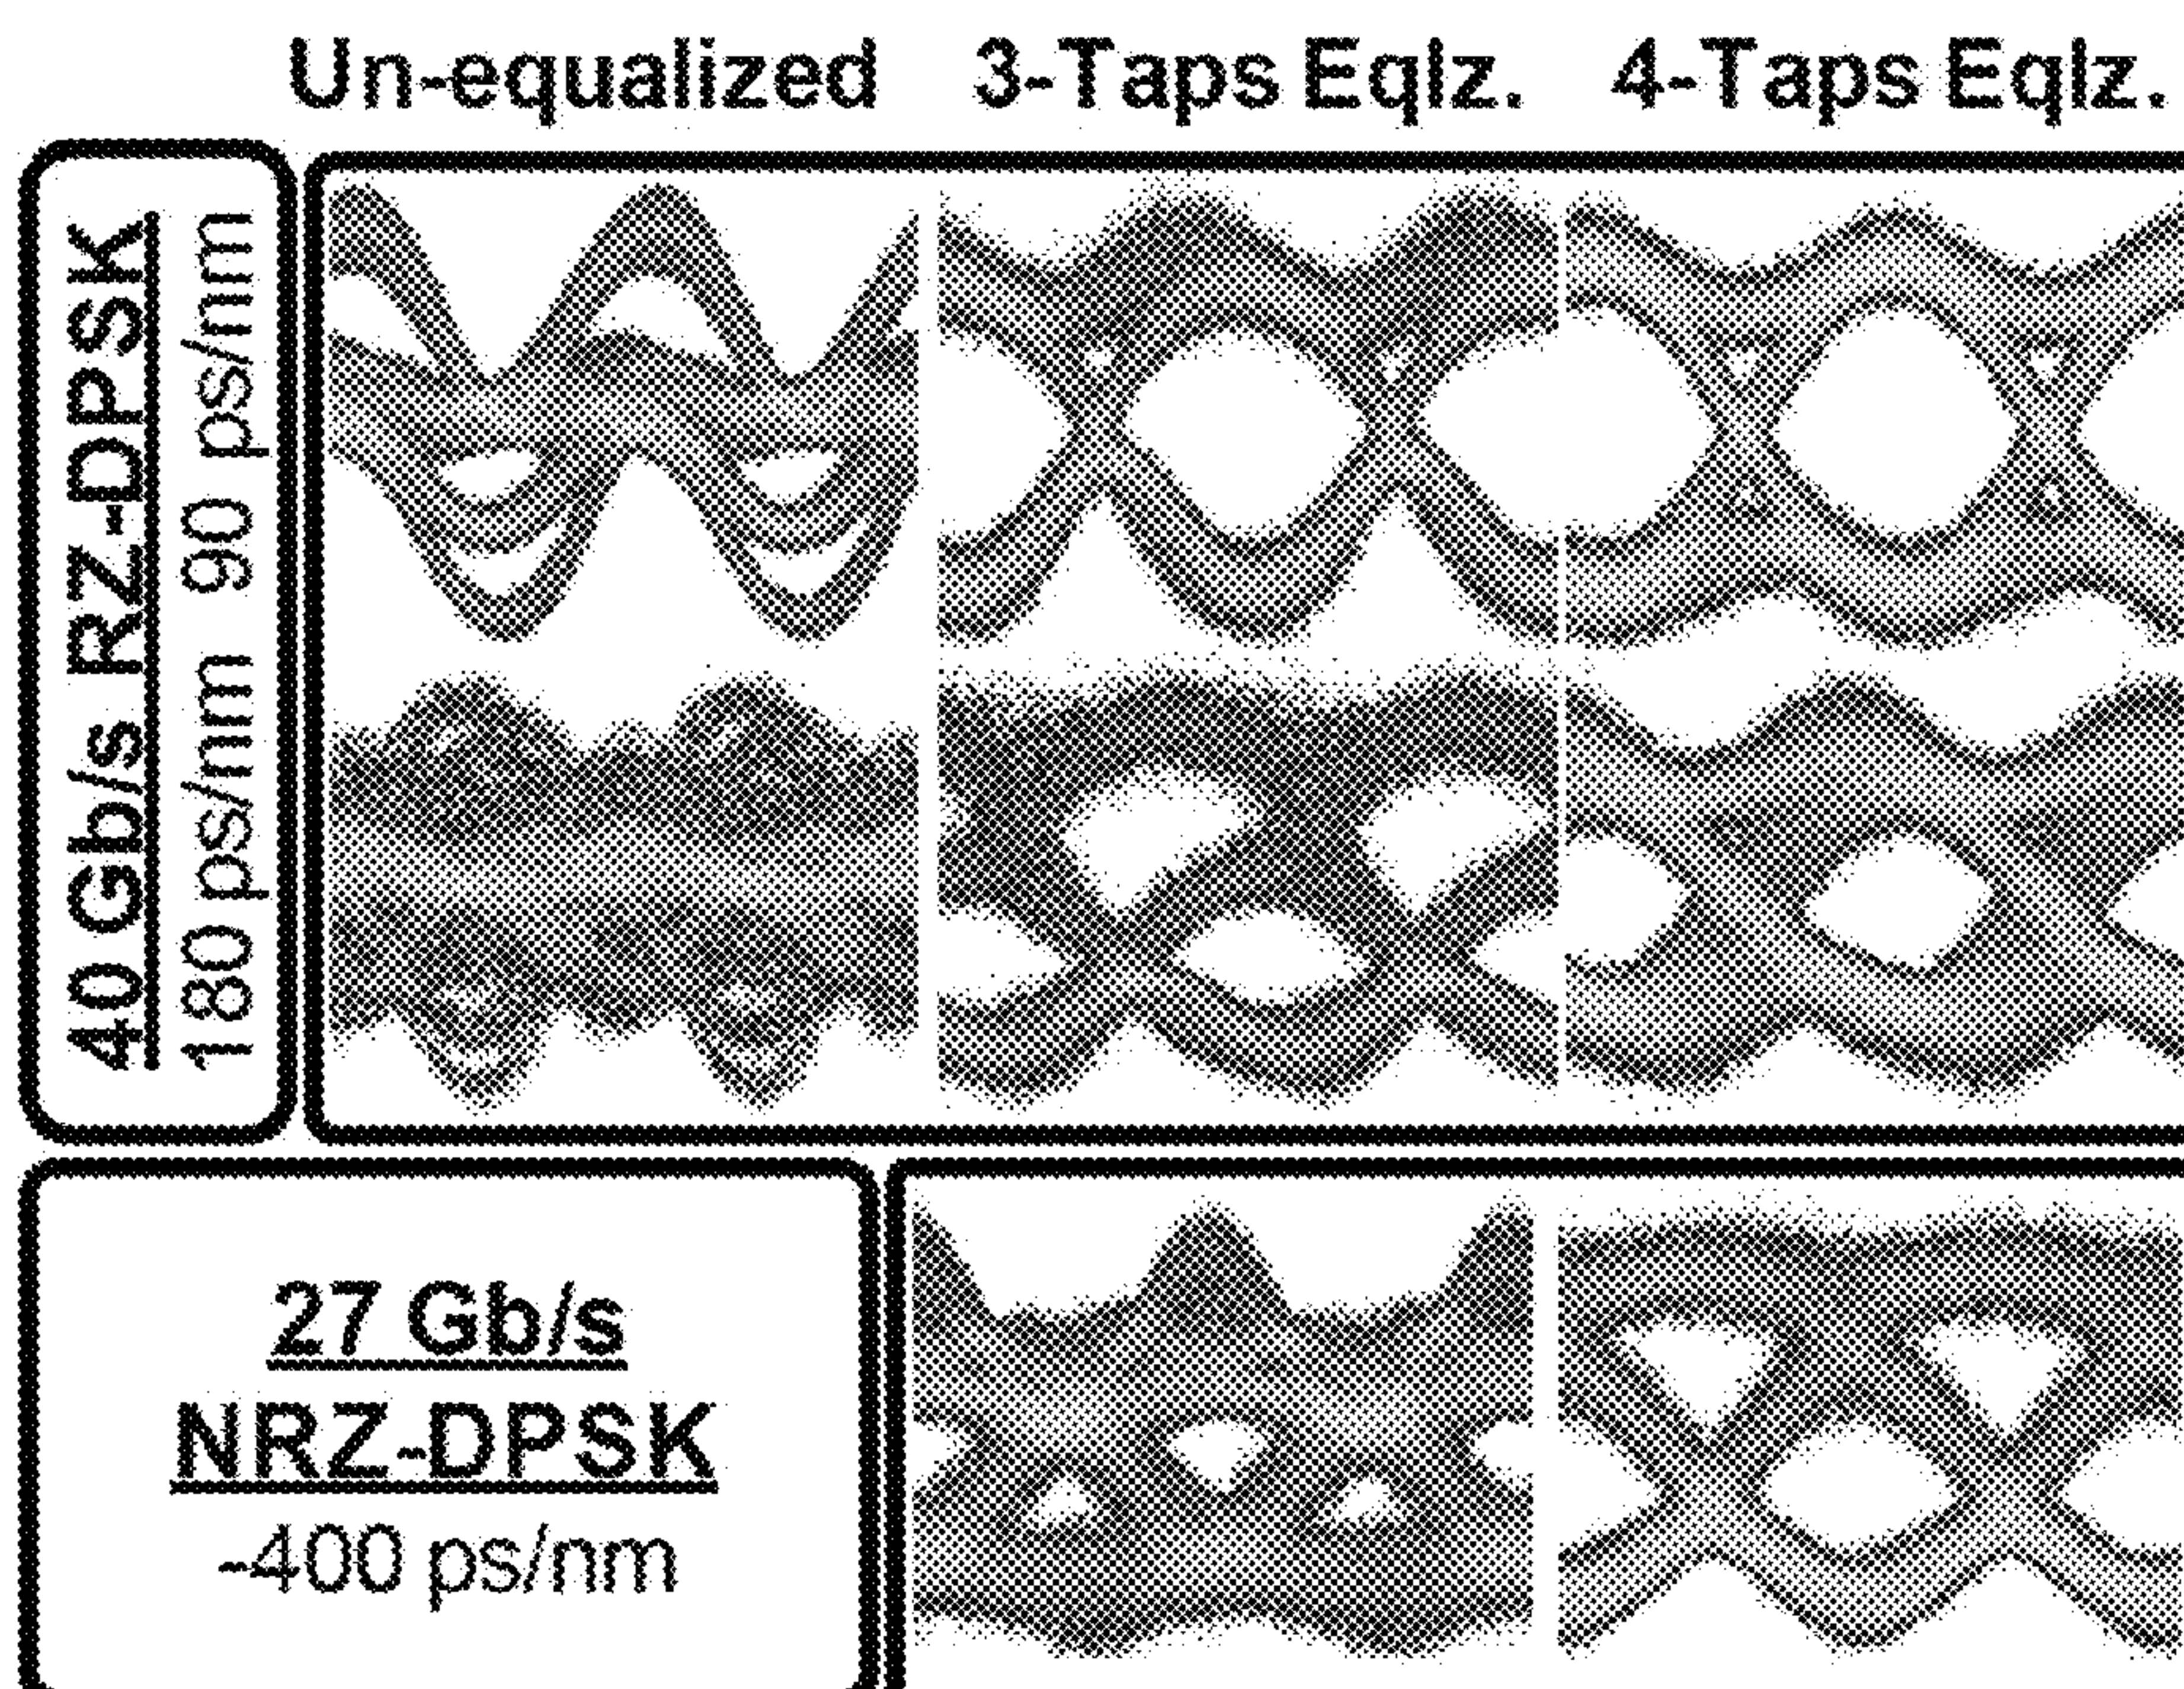 Un-equalized 3-Taps Eqlz. 4-Taps Eqlz.
40 Gb/s RZ-DPSK
180 ps/nm 90 ps/nm
27 Gb/s
NRZ-DPSK
-400 ps/nm